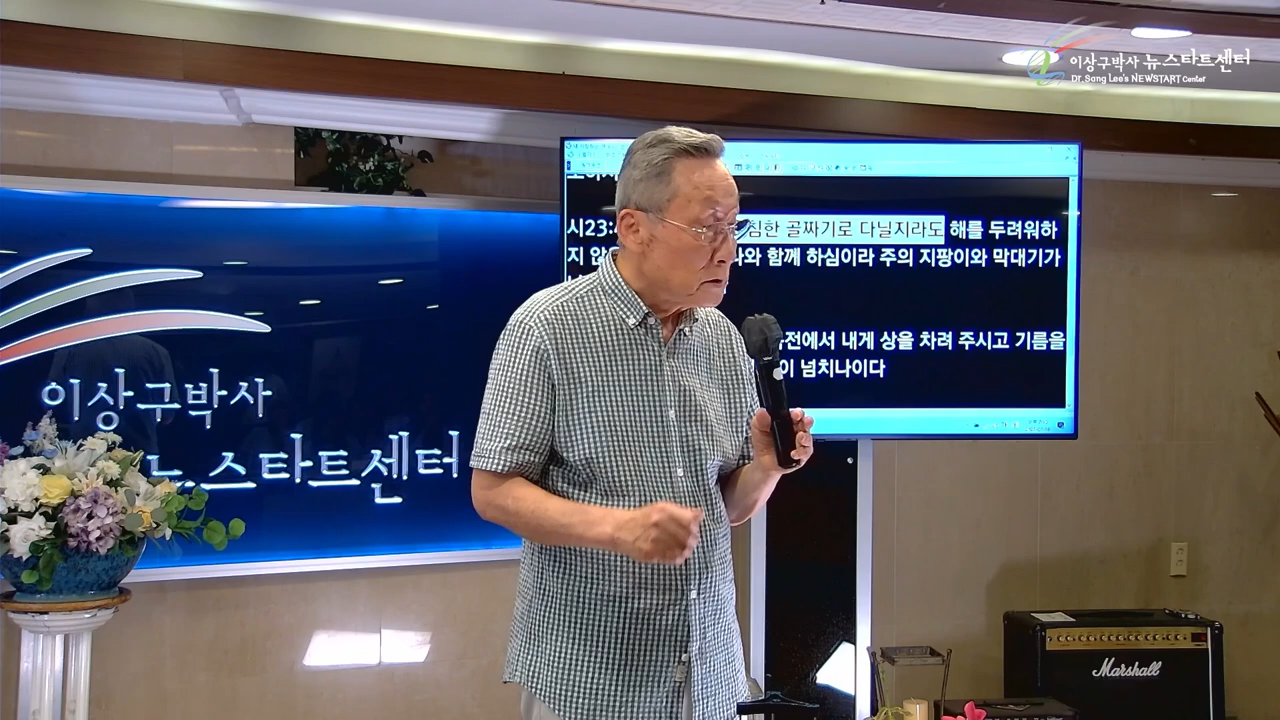 이상구박사 뉴스타트센터
Dr. Sang Lee's NEWSTART Center
시23:
침한 골짜기로 다닐지라도 해를 두려워하
지 않을
와 함께 하심이라 주의 지팡이와 막대기가
전에서 내게 상을 차려 주시고 기름을
이 넘치나이다
이상구박사
뉴스타트센터
Marshall